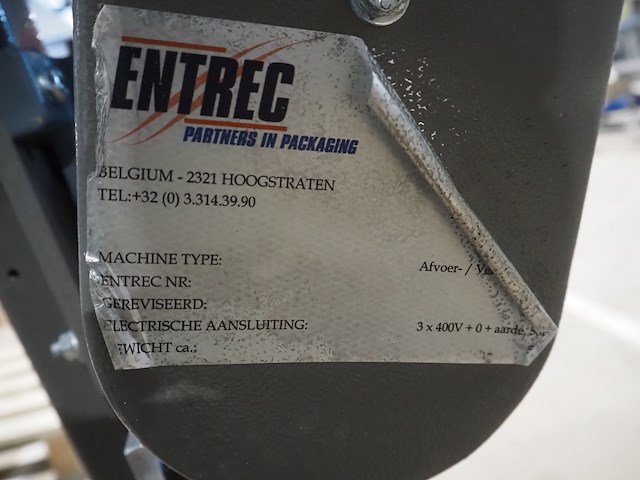 ENTREC
PARTNERS IN PACKAGING
BELGIUM - 2321 HOOGSTRATEN
TEL:+32 (0) 3.314.39.90
MACHINE TYPE: Afvoer- /
ENTREC NR:
GEREVISEERD:
ELECTRISCHE AANSLUITING: 3 x 400V + 0 + aarde,
EWICHT ca.: